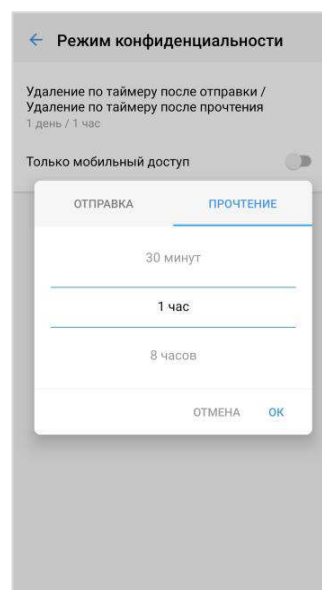 Режим конфиденциальности
Удаление по таймеру после отправки /
Удаление по таймеру после прочтения
1 день / 1 час
Только мобильный доступ
ОТПРАВКА ПРОЧТЕНИЕ
30 минут
1 час
8 часов
ОТМЕНА ОК